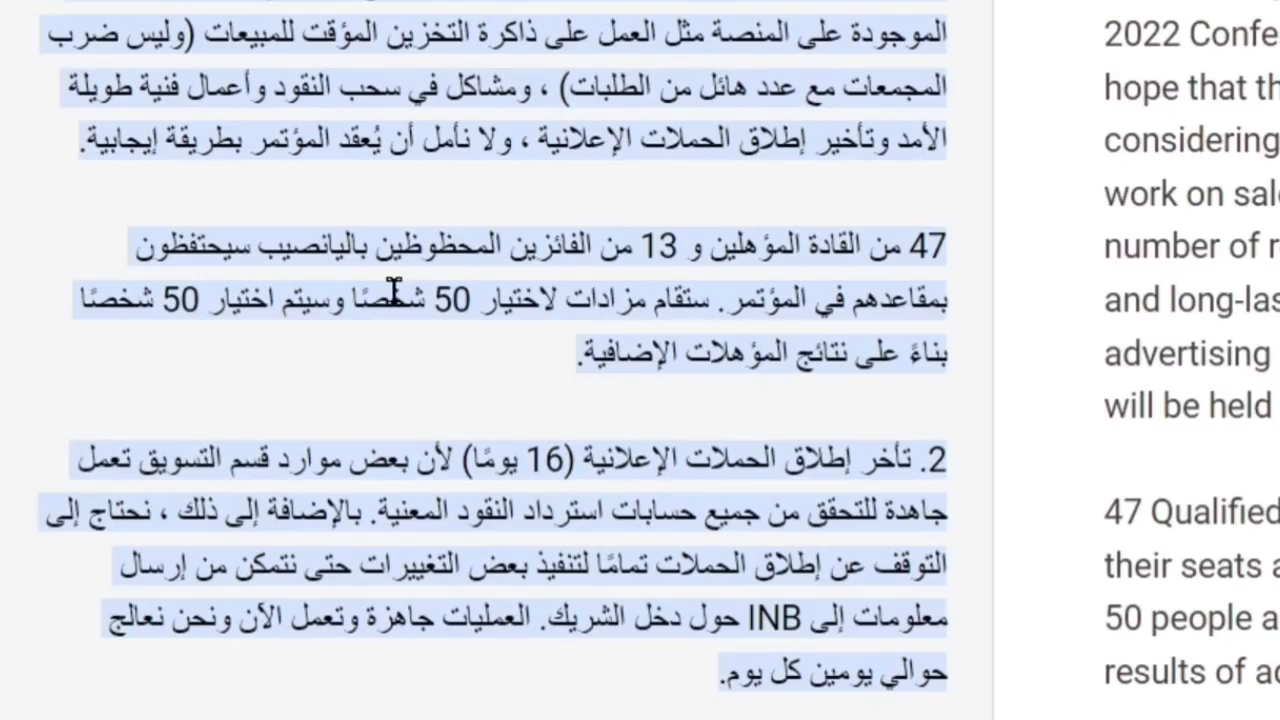 الموجودة على المنصة مثل العمل على ذاكرة التخزين المؤقت للمبيعات (وليس ضرب
المجمعات مع عدد هائل من الطلبات) ، ومشاكل في سحب النقود وأعمال فنية طويلة
الأمد وتأخير إطلاق الحملات الإعلانية ، ولا نأمل أن يُعقد المؤتمر بطريقة إيجابية.
47 من القادة المؤهلين و 13 من الفائزين المحظوظين باليانصيب سيحتفظون
بمقاعدهم في المؤتمر. ستقام مزادات لاختيار 50 شخصًا وسيتم اختيار 50 شخصًا
بناءً على نتائج المؤهلات الإضافية.
2. تأخر إطلاق الحملات الإعلانية (16 يومًا) لأن بعض موارد قسم التسويق تعمل
جاهدة للتحقق من جميع حسابات استرداد النقود المعنية. بالإضافة إلى ذلك ، نحتاج إلى
التوقف عن إطلاق الحملات تمامًا لتنفيذ بعض التغييرات حتى نتمكن من إرسال
معلومات إلى INB حول دخل الشريك. العمليات جاهزة وتعمل الآن ونحن نعالج
حوالي يومين كل يوم.
2022 Confe
hope that th
considering
work on sal
number of r
and long-las
advertising
will be held
47 Qualified
their seats a
50 people a
results of ad